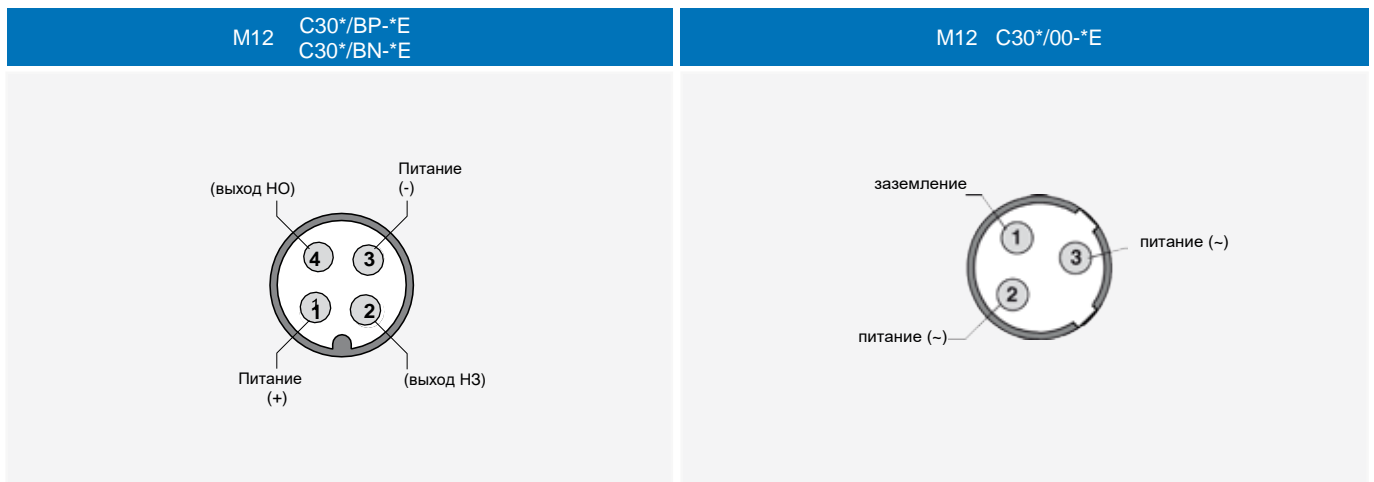 M12 C30*/BP-*E
C30*/BN-*E
M12 C30*/00-*E
Питание
(-)
(выход НО)
4
3
1
2
Питание
(+)
(выход НЗ)
заземление
1
питание (~)
3
2
питание (~)